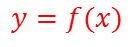 y = f(x)